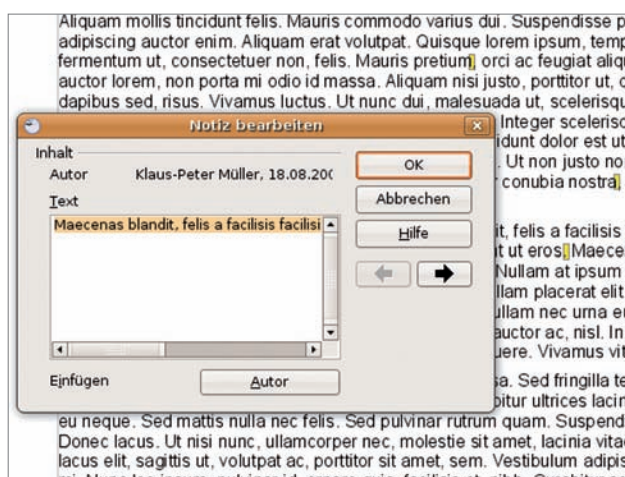 Aliquam mollis tincidunt felis. Mauris commodo varius dui. Suspendisse p
adipiscing auctor enim. Aliquam erat volutpat. Quisque lorem ipsum, temp
fermentum ut, consectetuer non, felis. Mauris pretium, orci ac feugiat aliqu
auctor lorem, non porta mi odio id massa. Aliquam nisi justo, porttitor ut, c
dapibus sed, risus. Vivamus luctus. Ut nunc dui, malesuada ut, scelerisqu
Notiz bearbeiten
Integer scelerisq
Inhalt
idunt dolor est ut
Autor Klaus-Peter Müller, 18.08.200
OK
. Ut non justo no
conubia nostra,
Text
Abbrechen
Maecenas blandit, felis a facilisis facilisi
Hilfe
it, felis a facilisis
t ut eros. Maece
Nullam at ipsum
llam placerat elit
ullam nec urna e
auctor ac, nisl. In
uere. Vivamus vit
Einfügen Autor
sa. Sed fringilla te
pitur ultrices lacin
eu neque. Sed mattis nulla nec felis. Sed pulvinar rutrum quam. Suspend
Donec lacus. Ut nisi nunc, ullamcorper nec, molestie sit amet, lacinia vitae
lacus elit, sagittis ut, volutpat ac, porttitor sit amet, sem. Vestibulum adipis